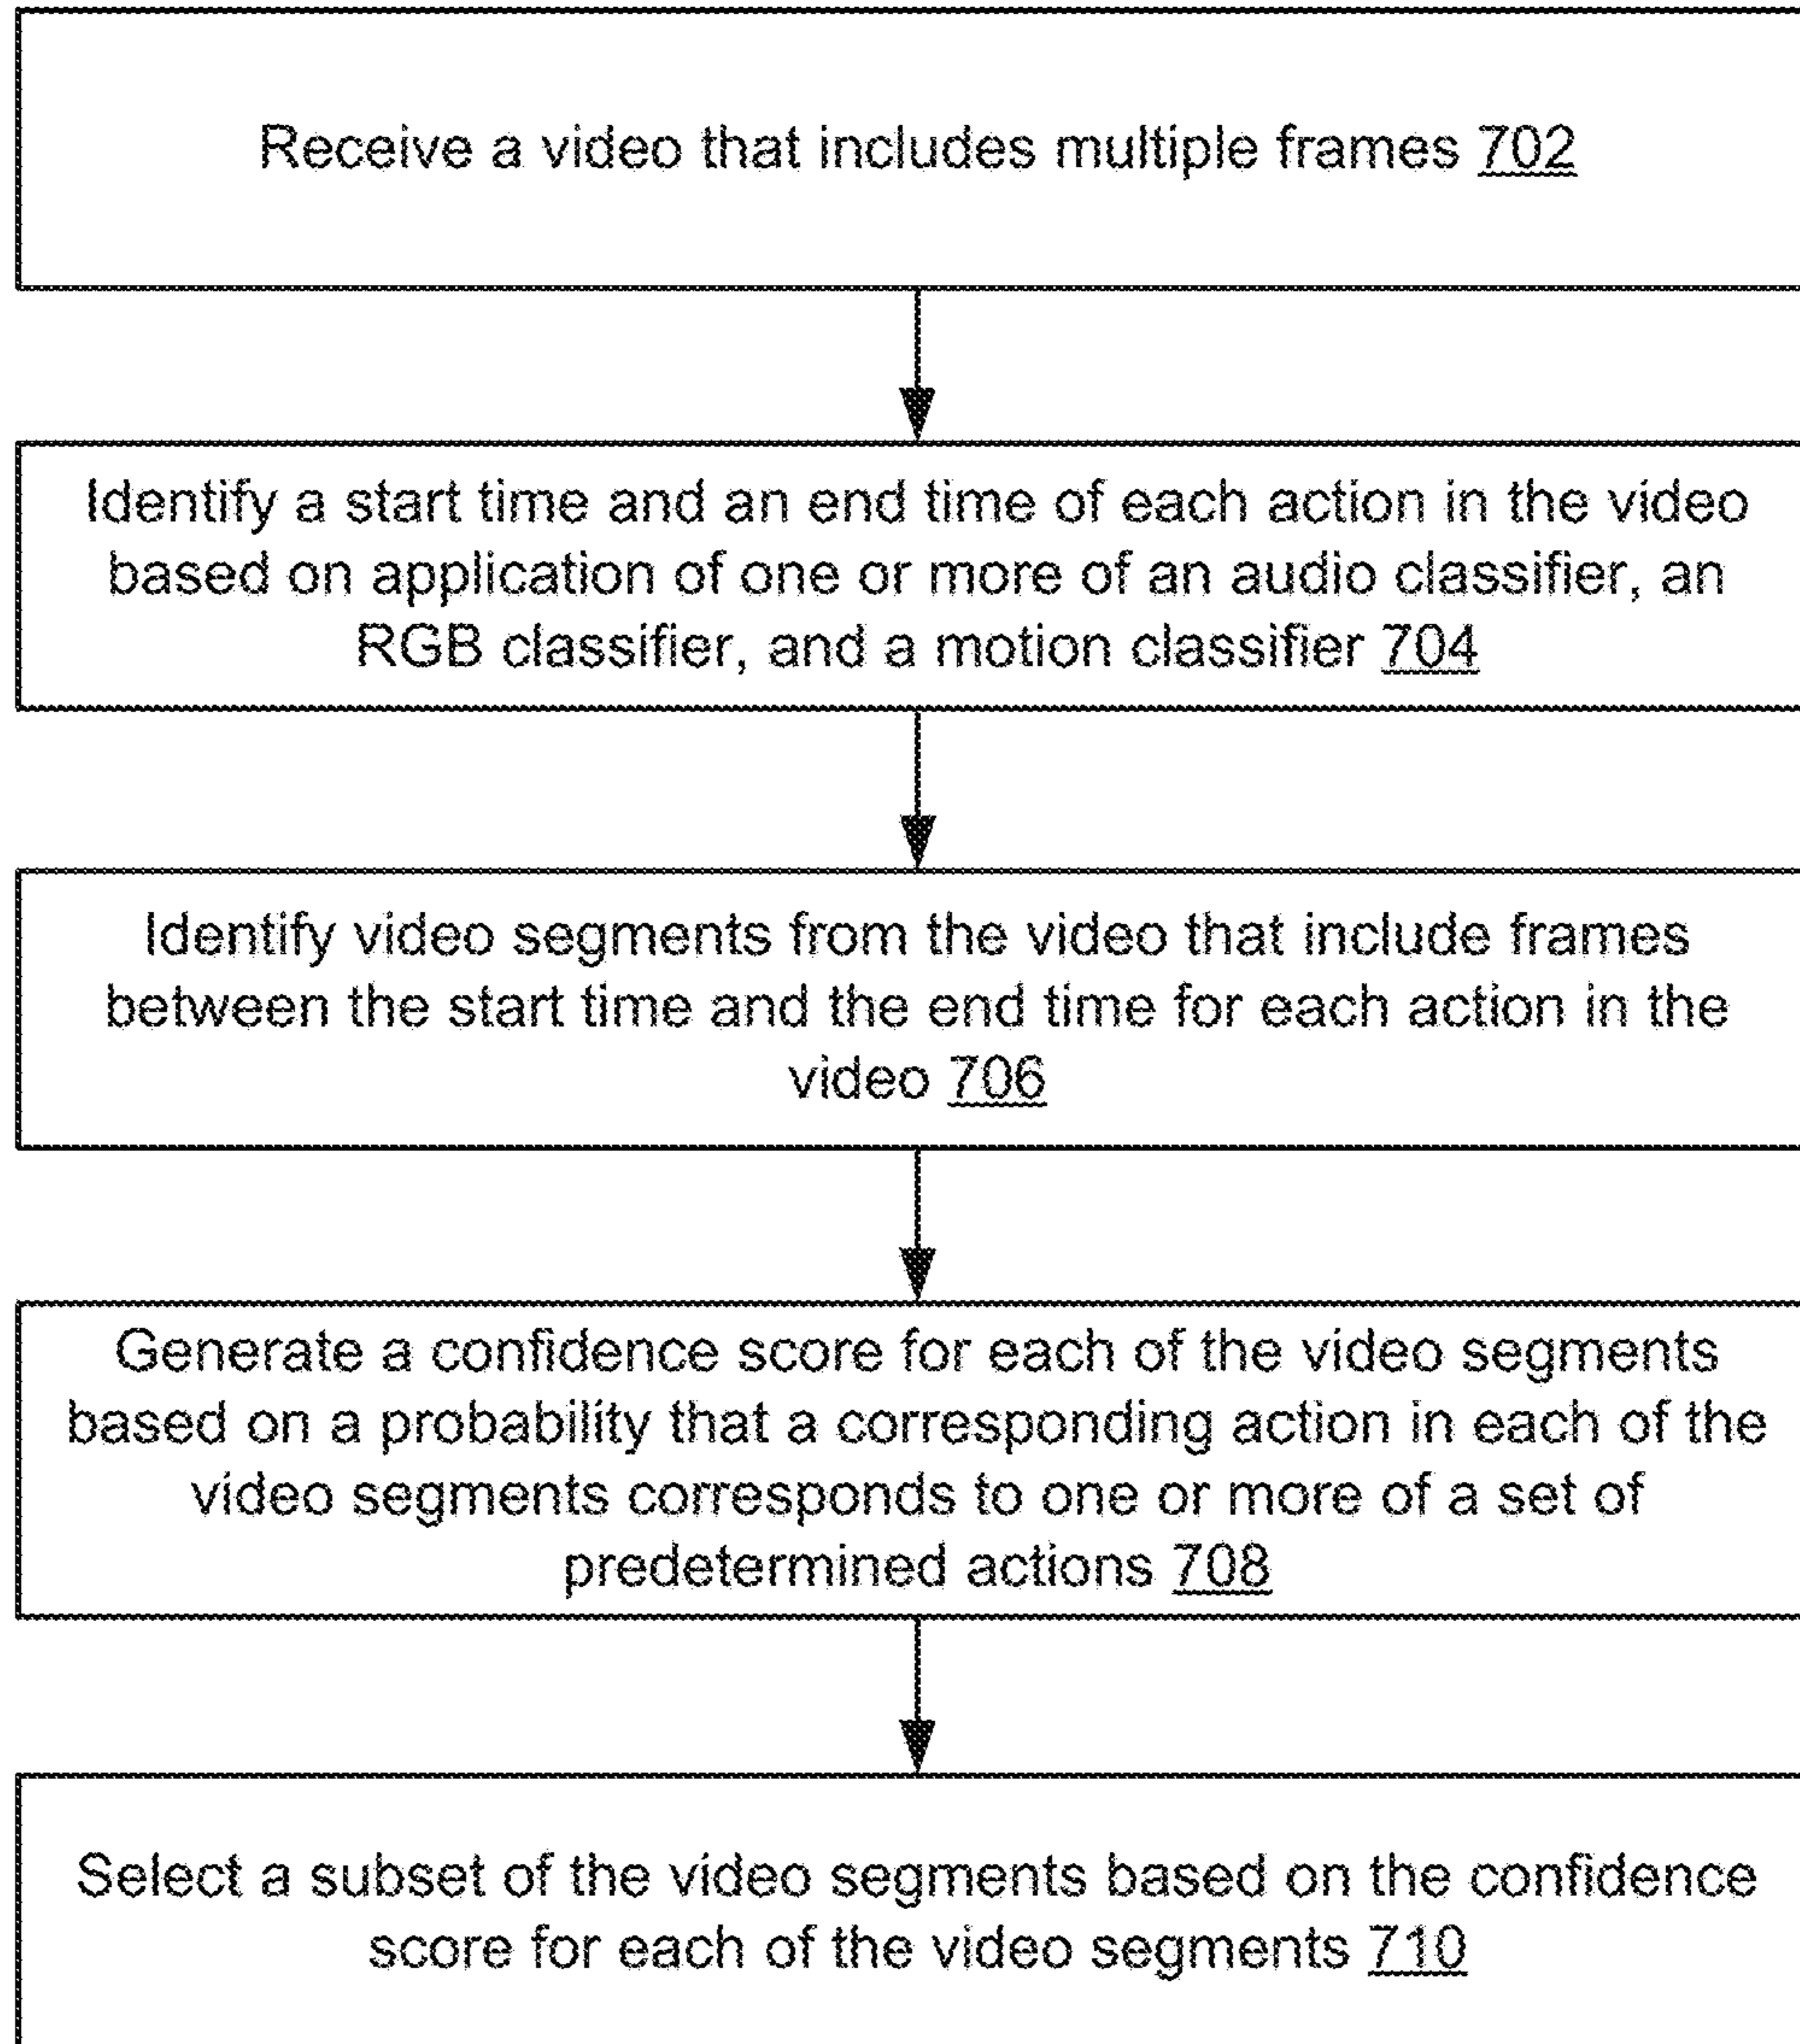 Receive a video that includes multiple frames 702
Identify a start time and an end time of each action in the video
based on application of one or more of an audio classifier, an
RGB classifier, and a motion classifier 704
Identify video segments from the video that include frames
between the start time and the end time for each action in the
video 706
Generate a confidence score for each of the video segments
based on a probability that a corresponding action in each of the
video segments corresponds to one or more of a set of
predetermined actions 708
Select a subset of the video segments based on the confidence
score for each of the video segments 710